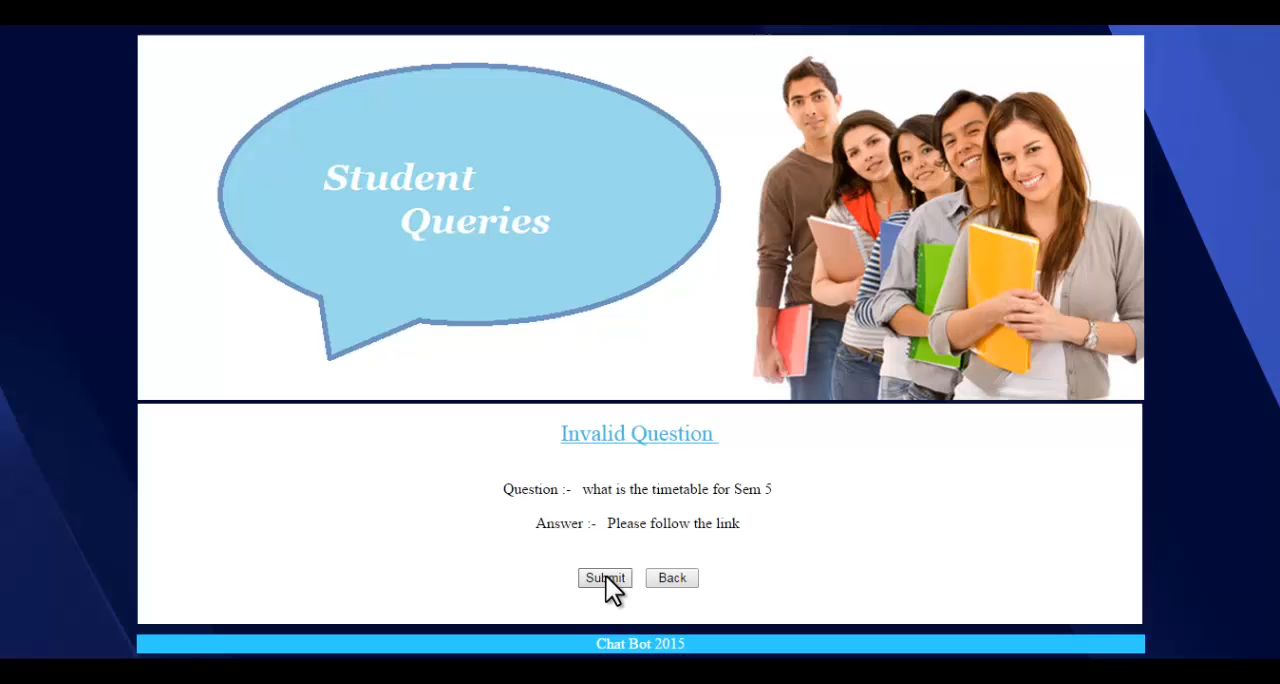 Student
Queries
Invalid Question
Question :- what is the timetable for Sem 5
Answer :- Please follow the link
Submit Back
Chat Bot 2015